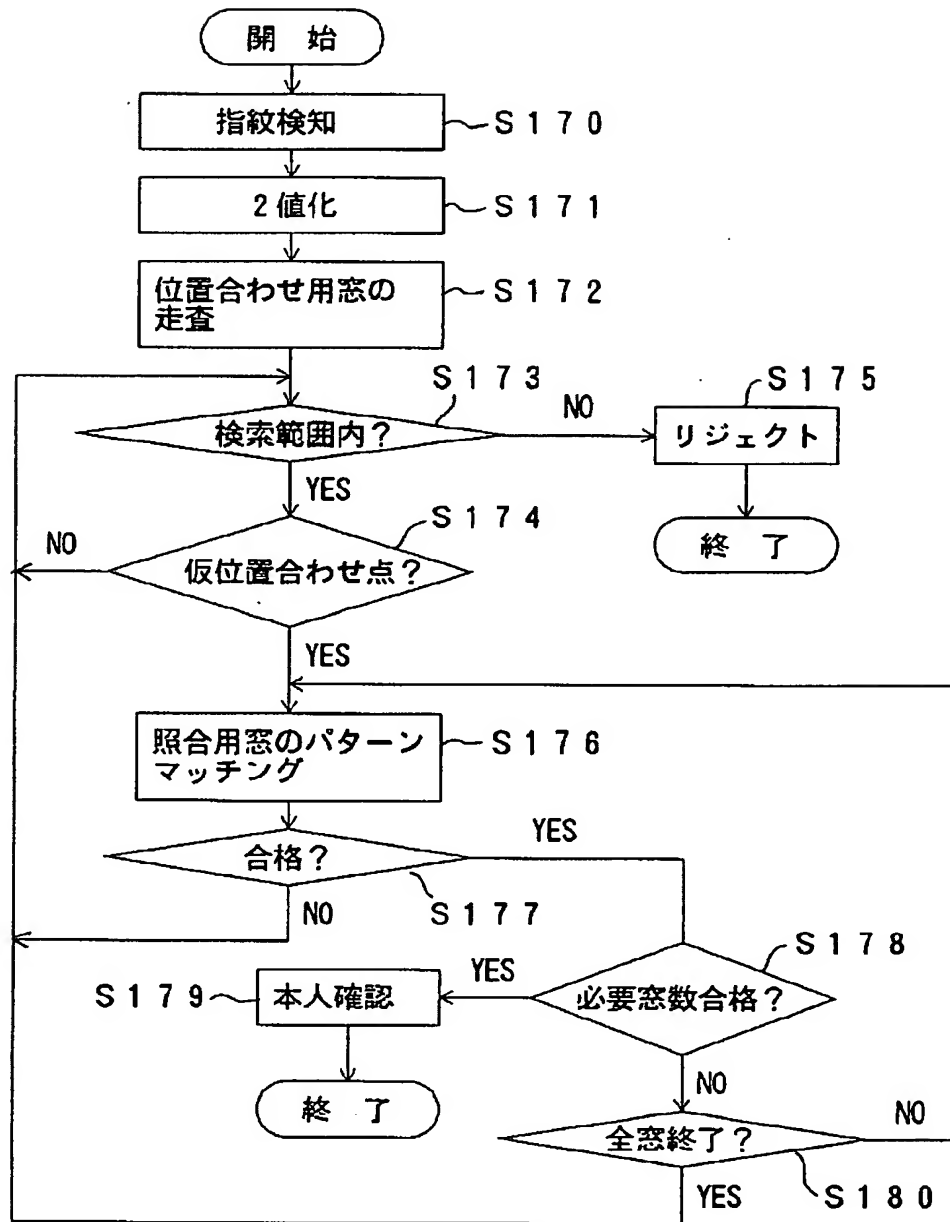 開 始
指紋検知
S170
2値化
S171
位置合わせ用窓の
走査
S172
S173
検索範囲内？
NO
S175
リジェクト
YES
終 了
S174
NO
仮位置合わせ点？
YES
照合用窓のパターン
マッチング
S176
合格？
YES
S177
NO
S178
必要窓数合格？
YES
S179
本人確認
終 了
NO
全窓終了？
NO
S180
YES